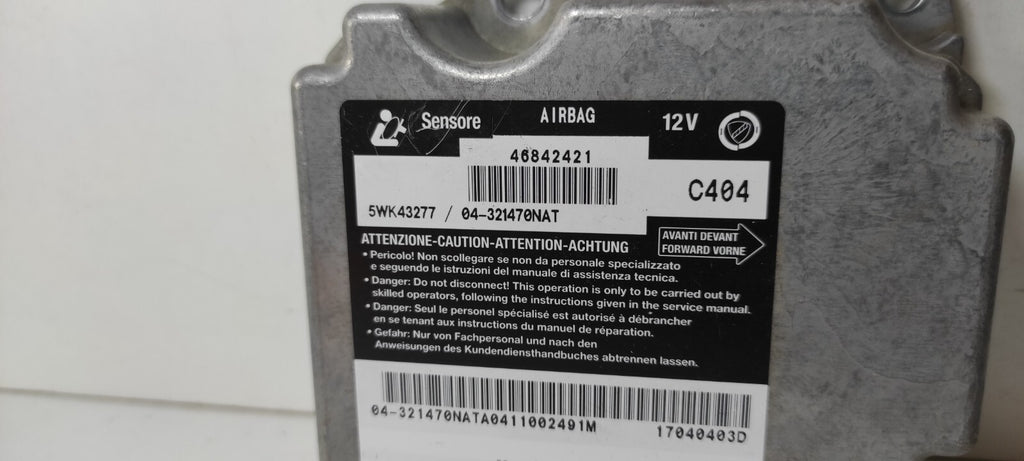 Sensore AIRBAG 12V
46842421
C404
5WK43277 / 04-321470NAT
ATTENZIONE-CAUTION-ATTENTION-ACHTUNG
AVANTI DEVANT
FORWARD VORNE
• Pericolo! Non scollegare se non da personale specializzato
e seguendo le istruzioni del manuale di assistenza tecnica.
• Danger: Do not disconnect! This operation is only to be carried out by
skilled operators, following the instructions given in the service manual.
• Danger: Seul le personel spécialisé est autorisé à débrancher
en se tenant aux instructions du manuel de réparation.
• Gefahr: Nur von Fachpersonal und nach den
Anweisungen des Kundendiensthandbuches abtrennen lassen.
04-321470NATA0411002491M
17040403D